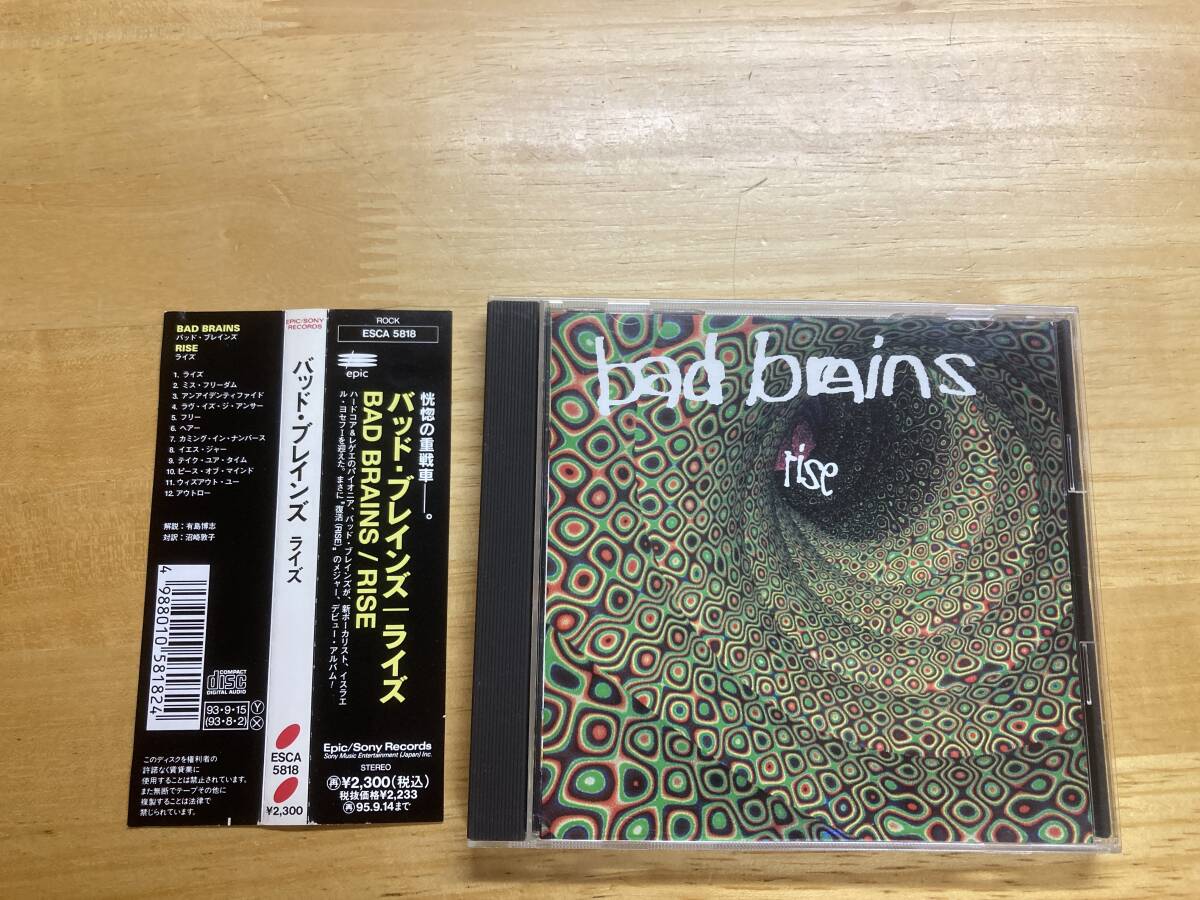 BAD BRAINS
バッド・ブレインズ
RISE
ライズ
1. ライズ
2. ミス・フリーダム
3. アンアイデンティファイド
4. ラヴ・イズ・ジ・アンサー
5. フリー
6. ヘアー
7. カミング・イン・ナンバース
8. イエス・ジャー
9. テイク・ユア・タイム
10. ピース・オブ・マインド
11. ウィズアウト・ユー
12. アウトロー
解説:有島博志
対訳:沼崎敦子
4 988010 581824
COMPACT
disc
DIGITAL AUDIO
93・9・15
(93・8・2)
Y
X
このディスクを権利者の
許諾なく賃貸業に
使用することは禁止されています。
また無断でテープその他に
複製することは法律で
禁じられています。
EPIC/SONY
RECORDS
バッド・ブレインズ ライズ
ESCA
5818
¥2,300
ROCK
ESCA 5818
epic
恍惚の重戦車──。
ハードコア&レゲエのパイオニア、バッド・ブレインズが、新ボーカリスト、イスラエ
ル・ヨセフIを迎えた。まさに"復活(RISE)"のメジャー、デビュー・アルバム!
バッド・ブレインズ|ライズ
BAD BRAINS / RISE
Epic/Sony Records
Sony Music Entertainment (Japan) Inc.
STEREO
再¥2,300(税込)
税抜価格¥2,233
再95.9.14まで
bad brains
rise